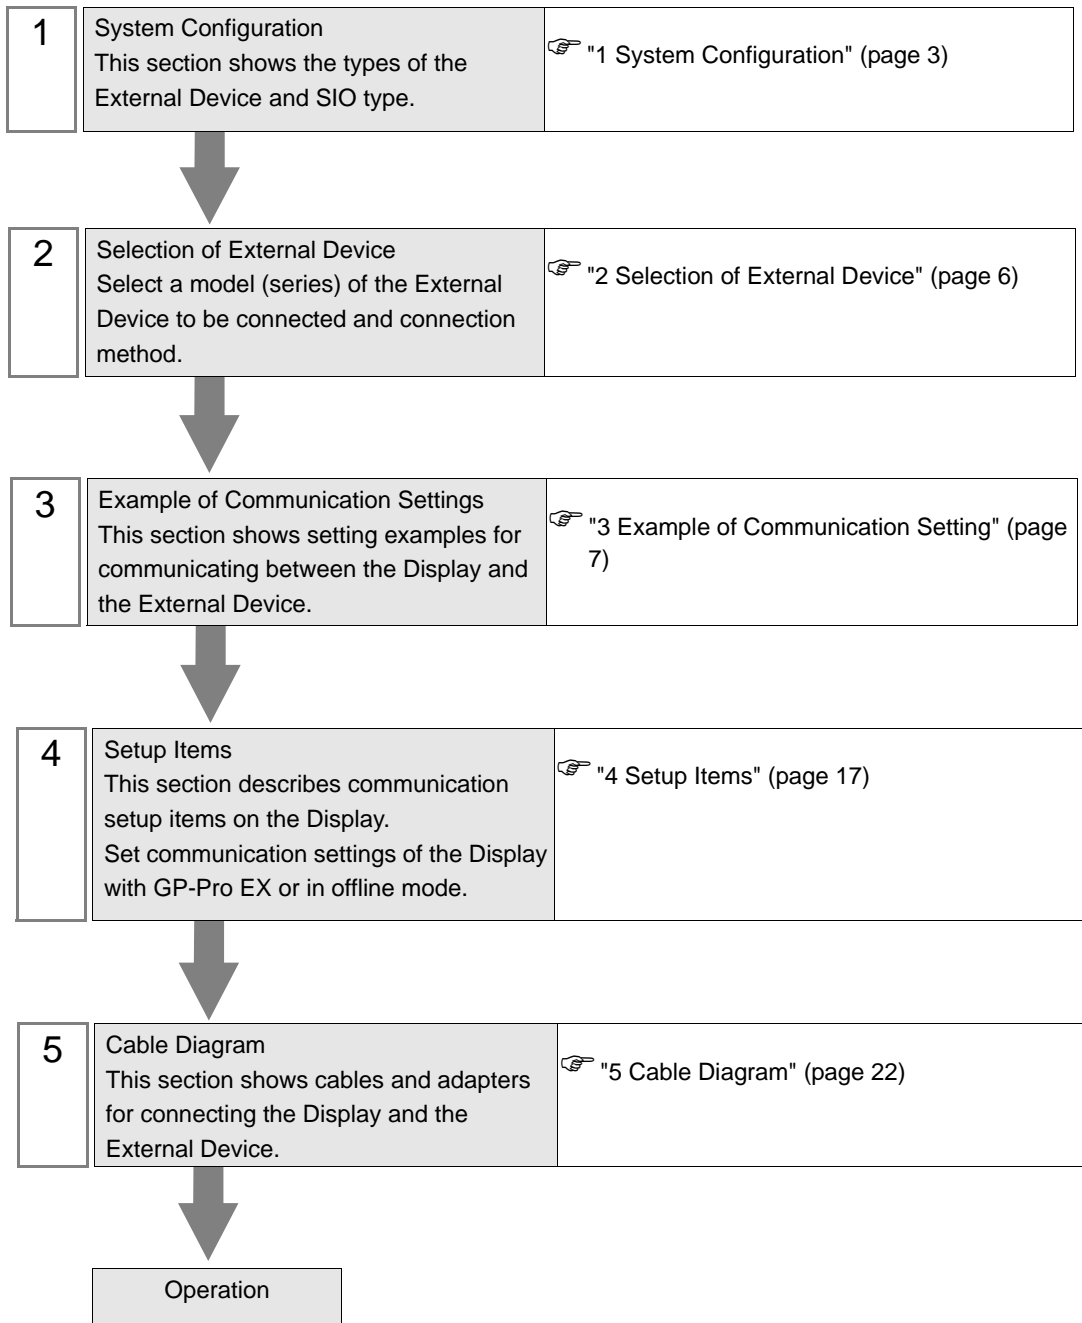 1
System Configuration
This section shows the types of the
External Device and SIO type.
☞ "1 System Configuration" (page 3)
2
Selection of External Device
Select a model (series) of the External
Device to be connected and connection
method.
☞ "2 Selection of External Device" (page 6)
3
Example of Communication Settings
This section shows setting examples for
communicating between the Display and
the External Device.
☞ "3 Example of Communication Setting" (page
7)
4
Setup Items
This section describes communication
setup items on the Display.
Set communication settings of the Display
with GP-Pro EX or in offline mode.
☞ "4 Setup Items" (page 17)
5
Cable Diagram
This section shows cables and adapters
for connecting the Display and the
External Device.
☞ "5 Cable Diagram" (page 22)
Operation